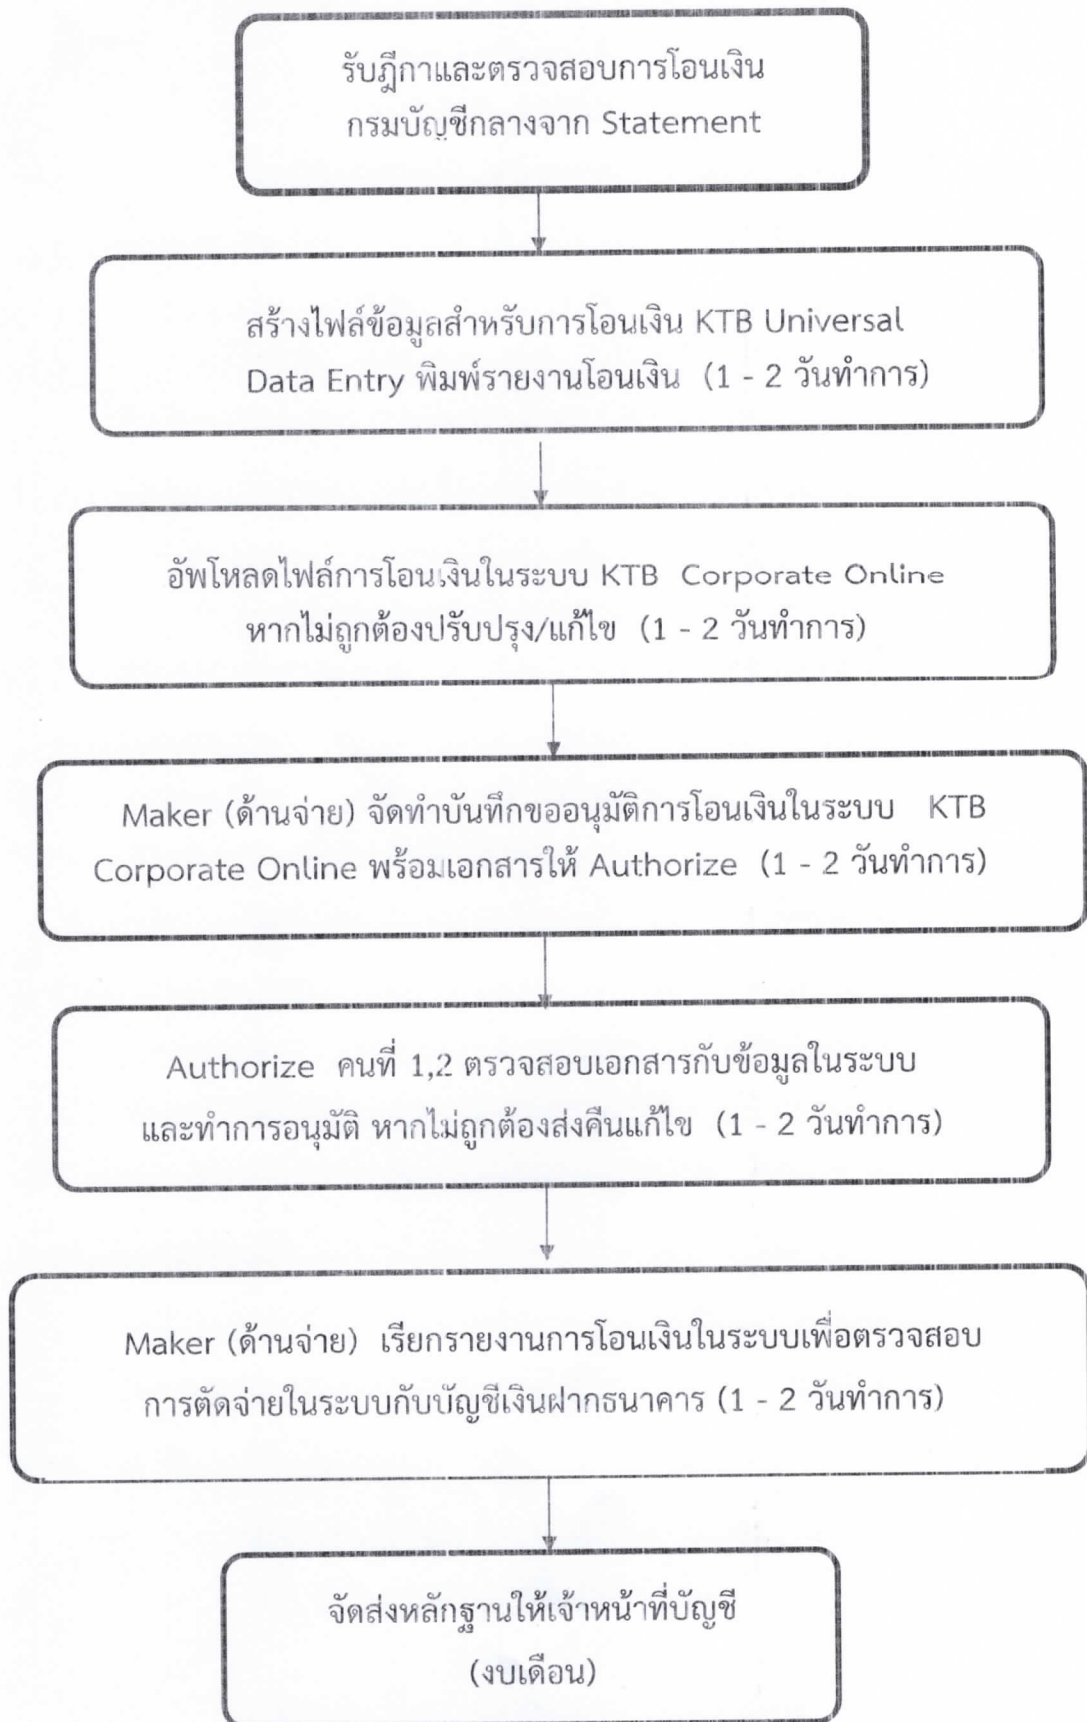 รับฎีกาและตรวจสอบการโอนเงิน
กรมบัญชีกลางจาก Statement
สร้างไฟล์ข้อมูลสำหรับการโอนเงิน KTB Universal
Data Entry พิมพ์รายงานโอนเงิน (1 - 2 วันทำการ)
อัพโหลดไฟล์การโอนเงินในระบบ KTB Corporate Online
หากไม่ถูกต้องปรับปรุง/แก้ไข (1 - 2 วันทำการ)
Maker (ด้านจ่าย) จัดทำบันทึกขออนุมัติการโอนเงินในระบบ KTB
Corporate Online พร้อมเอกสารให้ Authorize (1 - 2 วันทำการ)
Authorize คนที่ 1,2 ตรวจสอบเอกสารกับข้อมูลในระบบ
และทำการอนุมัติ หากไม่ถูกต้องส่งคืนแก้ไข (1 - 2 วันทำการ)
Maker (ด้านจ่าย) เรียกรายงานการโอนเงินในระบบเพื่อตรวจสอบ
การตัดจ่ายในระบบกับบัญชีเงินฝากธนาคาร (1 - 2 วันทำการ)
จัดส่งหลักฐานให้เจ้าหน้าที่บัญชี
(งบเดือน)